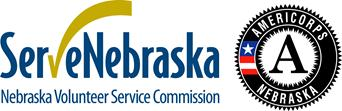 ServeNebraska
Nebraska Volunteer Service Commission
AMERICORPS
A
NEBRASKA